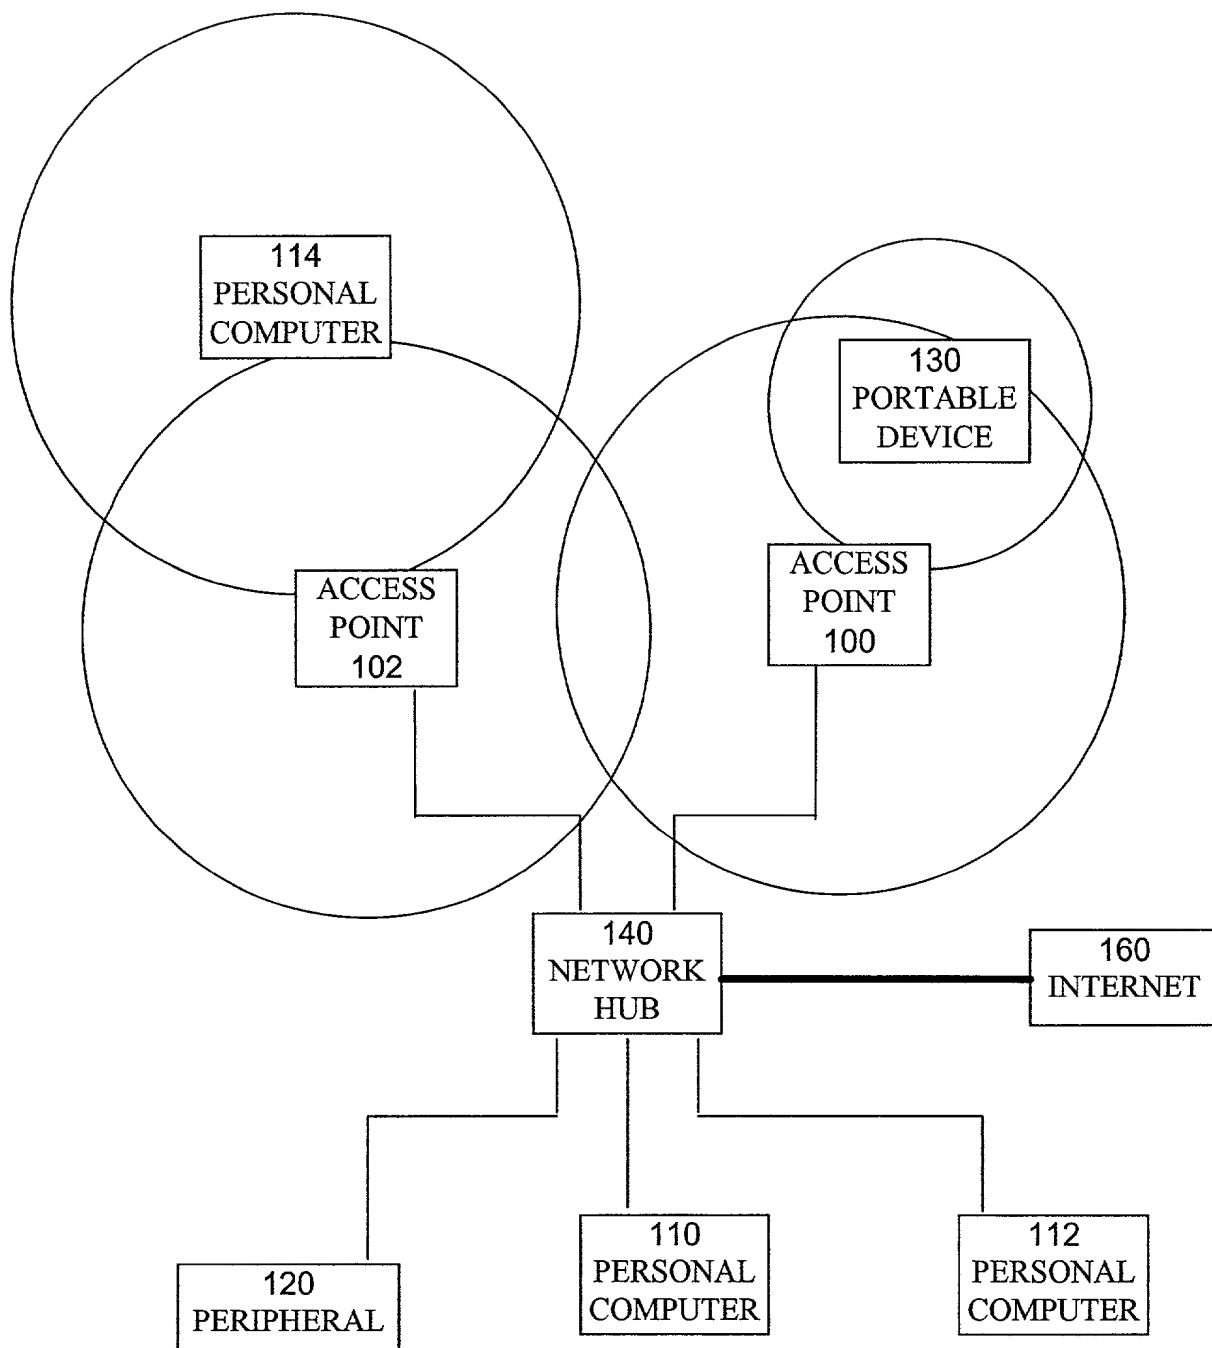 114
PERSONAL
COMPUTER
130
PORTABLE
DEVICE
ACCESS
POINT
102
ACCESS
POINT
100
140
NETWORK
HUB
160
INTERNET
120
PERIPHERAL
110
PERSONAL
COMPUTER
112
PERSONAL
COMPUTER